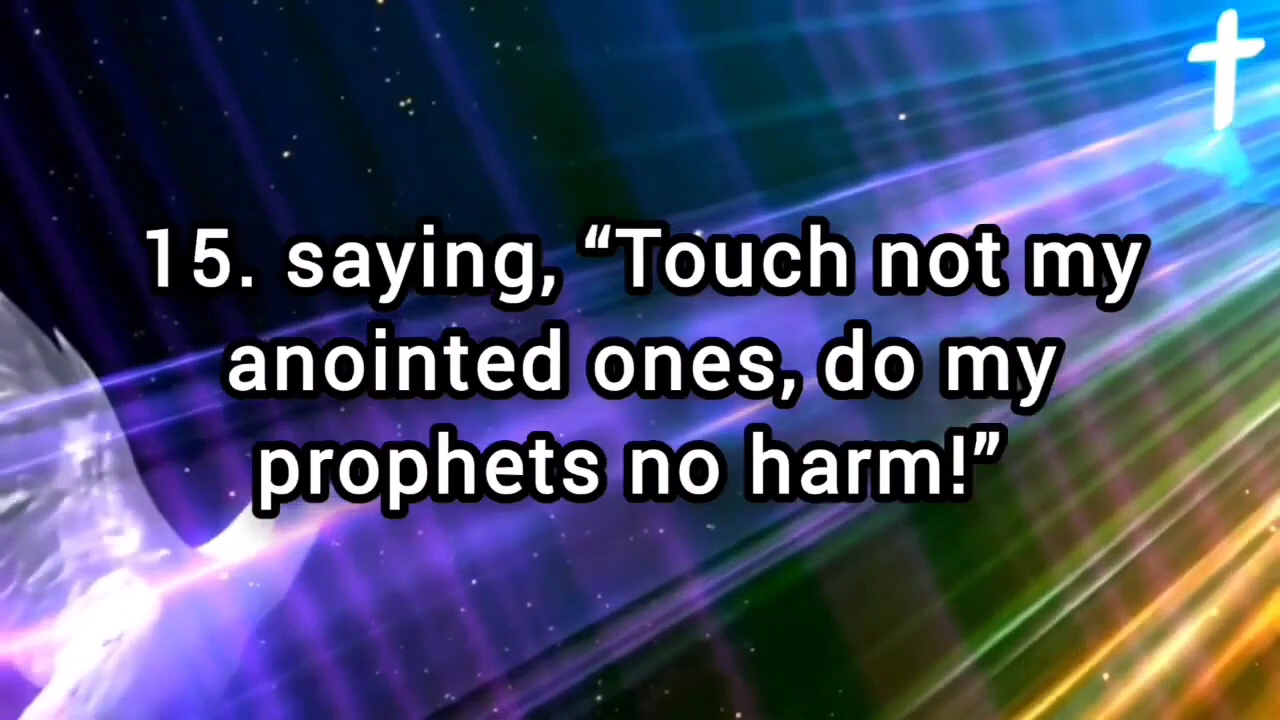 15. saying, “Touch not my
anointed ones, do my
prophets no harm!”